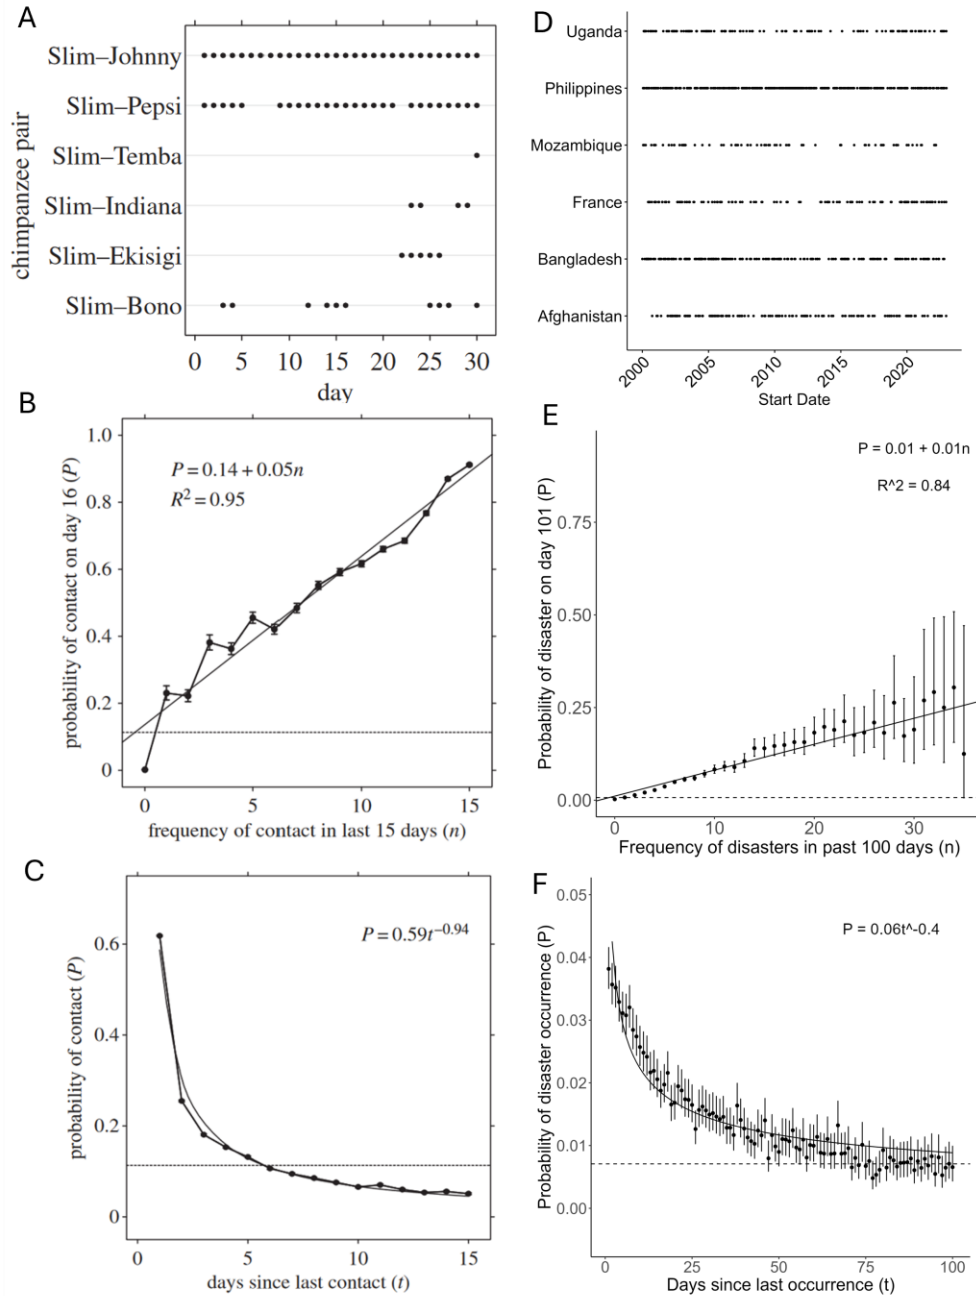 A
chimpanzee pair
Slim–Johnny
Slim–Pepsi
Slim–Temba
Slim–Indiana
Slim–Ekisigi
Slim–Bono
0 5 10 15 20 25 30
day
B
probability of contact on day 16 (P)
1.0
0.8
0.6
0.4
0.2
0
P = 0.14 + 0.05n
R² = 0.95
0 5 10 15
frequency of contact in last 15 days (n)
C
probability of contact (P)
0.6
0.4
0.2
0
P = 0.59t⁻⁰·⁹⁴
0 5 10 15
days since last contact (t)
D
Uganda
Philippines
Mozambique
France
Bangladesh
Afghanistan
2000 2005 2010 2015 2020
Start Date
E
Probability of disaster on day 101 (P)
0.75
0.50
0.25
0.00
P = 0.01 + 0.01n
R^2 = 0.84
0 10 20 30
Frequency of disasters in past 100 days (n)
F
Probability of disaster occurrence (P)
0.05
0.04
0.03
0.02
0.01
0.00
P = 0.06t^-0.4
0 25 50 75 100
Days since last occurrence (t)